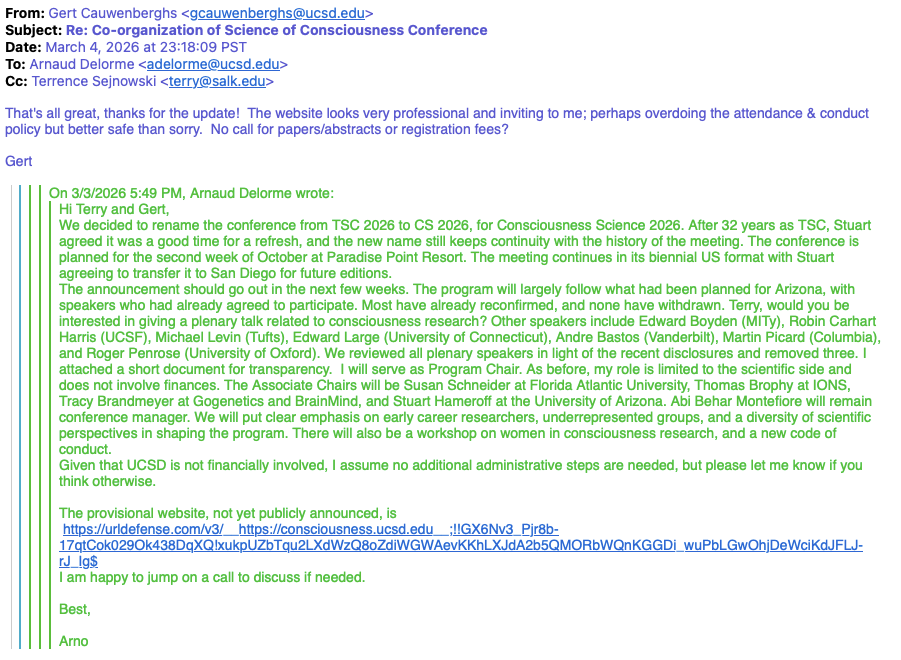 From: Gert Cauwenberghs <gcauwenberghs@ucsd.edu>
Subject: Re: Co-organization of Science of Consciousness Conference
Date: March 4, 2026 at 23:18:09 PST
To: Arnaud Delorme <adelorme@ucsd.edu>
Cc: Terrence Sejnowski <terry@salk.edu>
That's all great, thanks for the update!  The website looks very professional and inviting to me; perhaps overdoing the attendance & conduct
policy but better safe than sorry.  No call for papers/abstracts or registration fees?
Gert
On 3/3/2026 5:49 PM, Arnaud Delorme wrote:
Hi Terry and Gert,
We decided to rename the conference from TSC 2026 to CS 2026, for Consciousness Science 2026. After 32 years as TSC, Stuart
agreed it was a good time for a refresh, and the new name still keeps continuity with the history of the meeting. The conference is
planned for the second week of October at Paradise Point Resort. The meeting continues in its biennial US format with Stuart
agreeing to transfer it to San Diego for future editions.
The announcement should go out in the next few weeks. The program will largely follow what had been planned for Arizona, with
speakers who had already agreed to participate. Most have already reconfirmed, and none have withdrawn. Terry, would you be
interested in giving a plenary talk related to consciousness research? Other speakers include Edward Boyden (MITy), Robin Carhart
Harris (UCSF), Michael Levin (Tufts), Edward Large (University of Connecticut), Andre Bastos (Vanderbilt), Martin Picard (Columbia),
and Roger Penrose (University of Oxford). We reviewed all plenary speakers in light of the recent disclosures and removed three. I
attached a short document for transparency.  I will serve as Program Chair. As before, my role is limited to the scientific side and
does not involve finances. The Associate Chairs will be Susan Schneider at Florida Atlantic University, Thomas Brophy at IONS,
Tracy Brandmeyer at Gogenetics and BrainMind, and Stuart Hameroff at the University of Arizona. Abi Behar Montefiore will remain
conference manager. We will put clear emphasis on early career researchers, underrepresented groups, and a diversity of scientific
perspectives in shaping the program. There will also be a workshop on women in consciousness research, and a new code of
conduct.
Given that UCSD is not financially involved, I assume no additional administrative steps are needed, but please let me know if you
think otherwise.
The provisional website, not yet publicly announced, is
https://urldefense.com/v3/__https://consciousness.ucsd.edu__;!!GX6Nv3_Pjr8b-
17qtCok029Ok438DqXQ!xukpUZbTqu2LXdWzQ8oZdiWGWAevKKhLXJdA2b5QMORbWQnKGGDi_wuPbLGwOhjDeWciKdJFLJ-
rJ_Ig$
I am happy to jump on a call to discuss if needed.
Best,
Arno